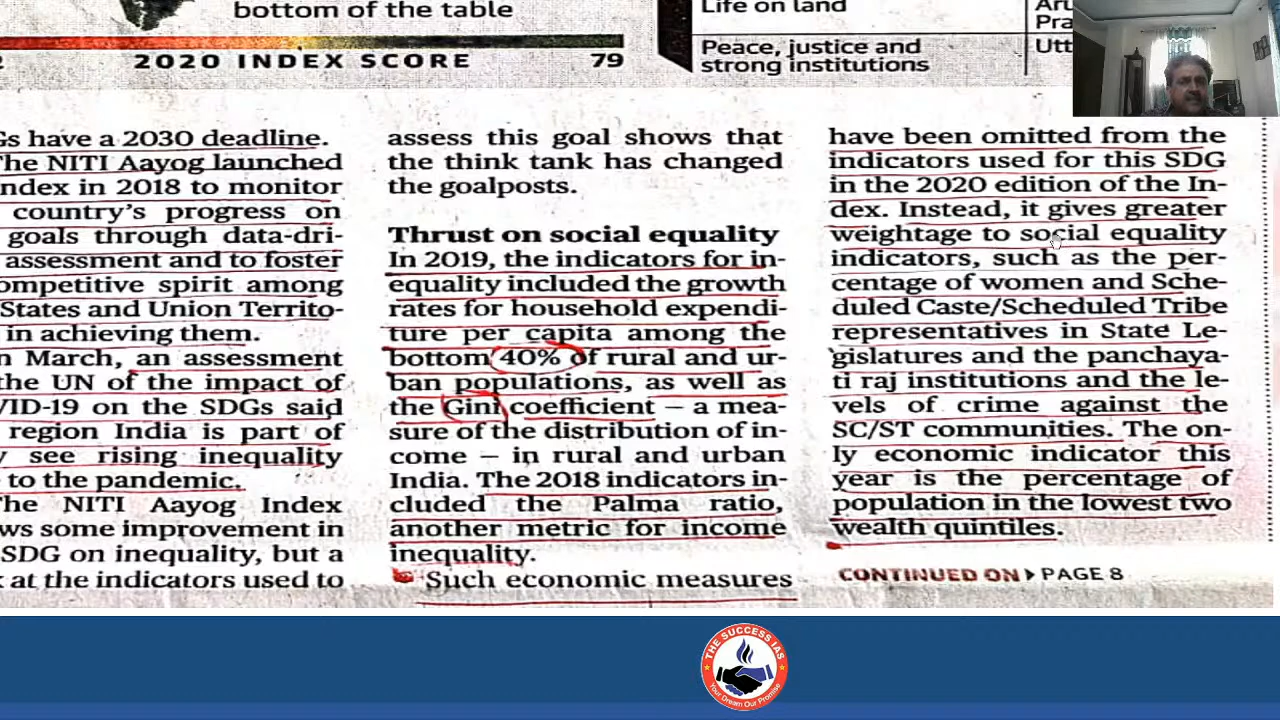 bottom of the table
2020 INDEX SCORE 79
Life on land
Peace, justice and
strong institutions
Pra
Utt
Gs have a 2030 deadline.
The NITI Aayog launched
ndex in 2018 to monitor
country's progress on
goals through data-dri-
assessment and to foster
ompetitive spirit among
States and Union Territo-
in achieving them.
n March, an assessment
the UN of the impact of
VID-19 on the SDGs said
region India is part of
y see rising inequality
to the pandemic.
The NITI Aayog Index
ws some improvement in
SDG on inequality, but a
k at the indicators used to
assess this goal shows that
the think tank has changed
the goalposts.
Thrust on social equality
In 2019, the indicators for in-
equality included the growth
rates for household expendi-
ture per capita among the
bottom 40% of rural and ur-
ban populations, as well as
the Gini coefficient – a mea-
sure of the distribution of in-
come – in rural and urban
India. The 2018 indicators in-
cluded the Palma ratio,
another metric for income
inequality.
Such economic measures
have been omitted from the
indicators used for this SDG
in the 2020 edition of the In-
dex. Instead, it gives greater
weightage to social equality
indicators, such as the per-
centage of women and Sche-
duled Caste/Scheduled Tribe
representatives in State Le-
gislatures and the panchaya-
ti raj institutions and the le-
vels of crime against the
SC/ST communities. The on-
ly economic indicator this
year is the percentage of
population in the lowest two
wealth quintiles.
CONTINUED ON PAGE 8
THE SUCCESS IAS
Your Dream Our Promise